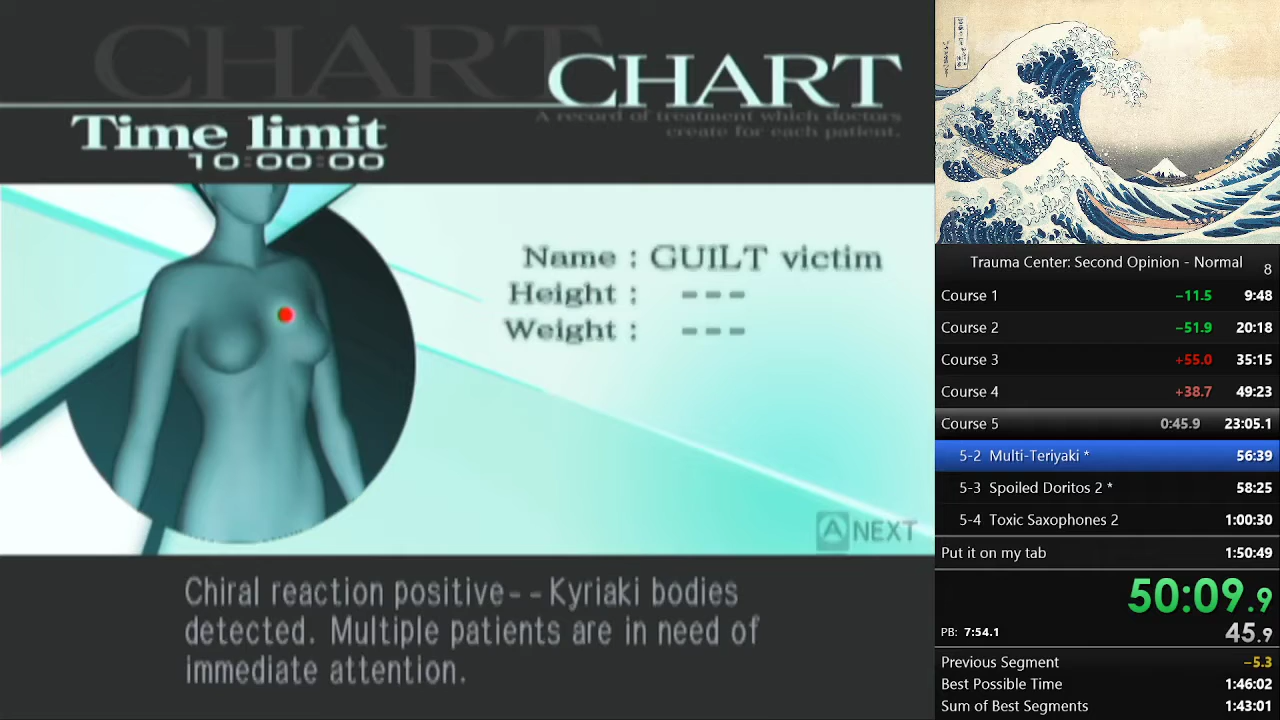 CHART
CHART
A record of treatment which doctors
create for each patient.
Time limit
10:00:00
Name : GUILT victim
Height : ---
Weight : ---
A NEXT
Chiral reaction positive--Kyriaki bodies
detected. Multiple patients are in need of
immediate attention.
Trauma Center: Second Opinion - Normal 8
Course 1 −11.5 9:48
Course 2 −51.9 20:18
Course 3 +55.0 35:15
Course 4 +38.7 49:23
Course 5 0:45.9 23:05.1
5-2 Multi-Teriyaki * 56:39
5-3 Spoiled Doritos 2 * 58:25
5-4 Toxic Saxophones 2 1:00:30
Put it on my tab 1:50:49
50:09.9
PB: 7:54.1 45.9
Previous Segment −5.3
Best Possible Time 1:46:02
Sum of Best Segments 1:43:01